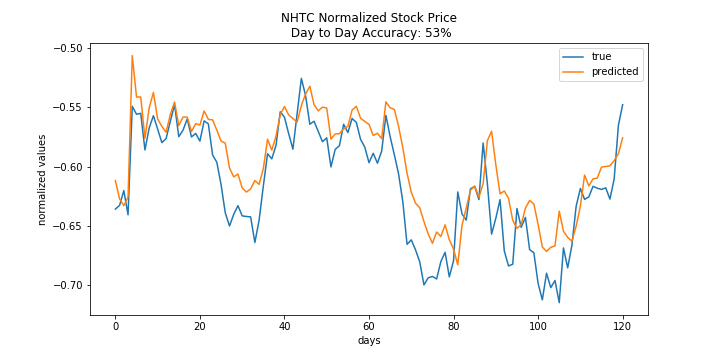 NHTC Normalized Stock Price
Day to Day Accuracy: 53%
true
predicted
normalized values
−0.50
−0.55
−0.60
−0.65
−0.70
0
20
40
60
80
100
120
days